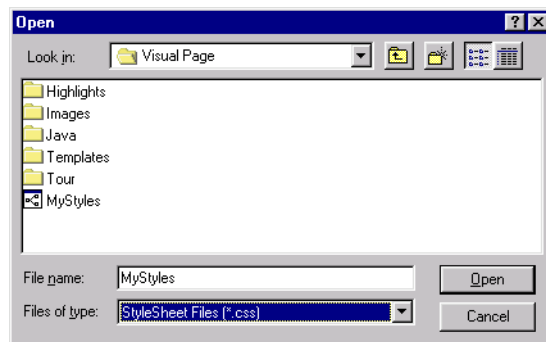 Open
Look in: Visual Page
Highlights
Images
Java
Templates
Tour
MyStyles
File name: MyStyles Open
Files of type: StyleSheet Files (*.css) Cancel